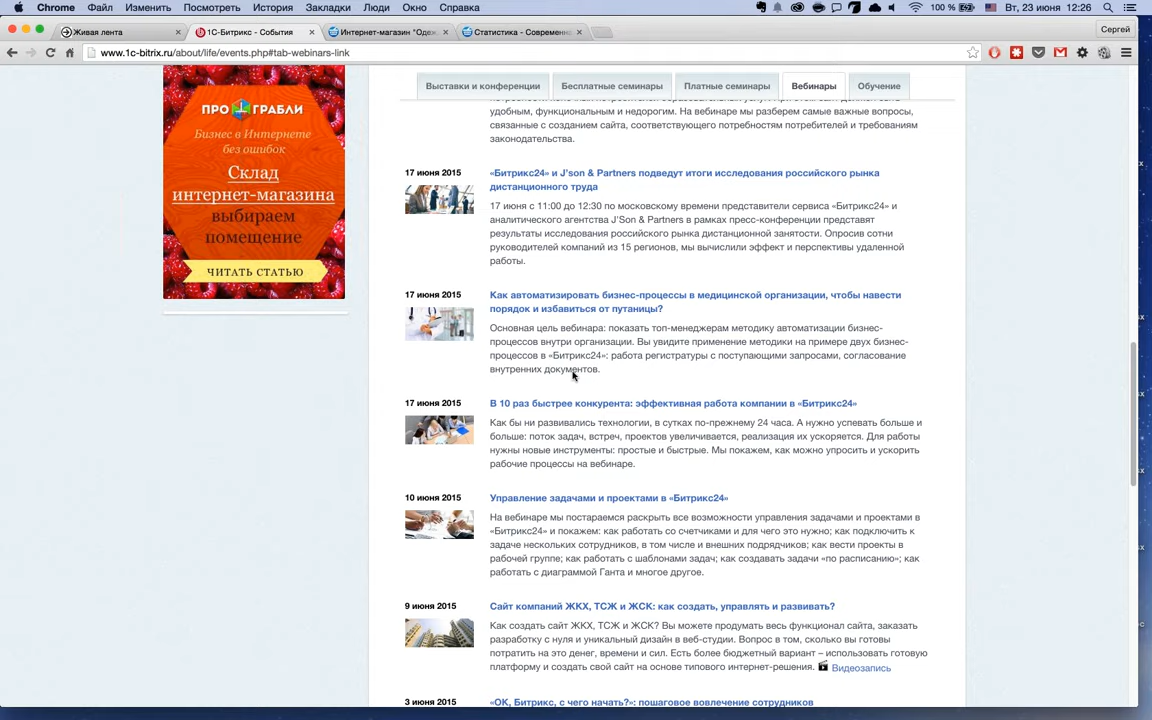 Chrome Файл Изменить Просмотреть История Закладки Люди Окно Справка
100 % Вт, 23 июня 12:26
Живая лента
1С-Битрикс - События
Интернет-магазин "Одеж
Статистика - Современн
Сергей
www.1c-bitrix.ru/about/life/events.php#tab-webinars-link
Выставки и конференции
Бесплатные семинары
Платные семинары
Вебинары
Обучение
ПРО ГРАБЛИ
Бизнес в Интернете
без ошибок
Склад
интернет-магазина
выбираем
помещение
ЧИТАТЬ СТАТЬЮ
удобным, функциональным и недорогим. На вебинаре мы разберем самые важные вопросы,
связанные с созданием сайта, соответствующего потребностям потребителей и требованиям
законодательства.
17 июня 2015
«Битрикс24» и J'son & Partners подведут итоги исследования российского рынка
дистанционного труда
17 июня с 11:00 до 12:30 по московскому времени представители сервиса «Битрикс24» и
аналитического агентства J'Son & Partners в рамках пресс-конференции представят
результаты исследования российского рынка дистанционной занятости. Опросив сотни
руководителей компаний из 15 регионов, мы вычислили эффект и перспективы удаленной
работы.
17 июня 2015
Как автоматизировать бизнес-процессы в медицинской организации, чтобы навести
порядок и избавиться от путаницы?
Основная цель вебинара: показать топ-менеджерам методику автоматизации бизнес-
процессов внутри организации. Вы увидите применение методики на примере двух бизнес-
процессов в «Битрикс24»: работа регистратуры с поступающими запросами, согласование
внутренних документов.
17 июня 2015
В 10 раз быстрее конкурента: эффективная работа компании в «Битрикс24»
Как бы ни развивались технологии, в сутках по-прежнему 24 часа. А нужно успевать больше и
больше: поток задач, встреч, проектов увеличивается, реализация их ускоряется. Для работы
нужны новые инструменты: простые и быстрые. Мы покажем, как можно упросить и ускорить
рабочие процессы на вебинаре.
10 июня 2015
Управление задачами и проектами в «Битрикс24»
На вебинаре мы постараемся раскрыть все возможности управления задачами и проектами в
«Битрикс24» и покажем: как работать со счетчиками и для чего это нужно; как подключить к
задаче нескольких сотрудников, в том числе и внешних подрядчиков; как вести проекты в
рабочей группе; как работать с шаблонами задач; как создавать задачи «по расписанию»; как
работать с диаграммой Ганта и многое другое.
9 июня 2015
Сайт компаний ЖКХ, ТСЖ и ЖСК: как создать, управлять и развивать?
Как создать сайт ЖКХ, ТСЖ и ЖСК? Вы можете продумать весь функционал сайта, заказать
разработку с нуля и уникальный дизайн в веб-студии. Вопрос в том, сколько вы готовы
потратить на это денег, времени и сил. Есть более бюджетный вариант – использовать готовую
платформу и создать свой сайт на основе типового интернет-решения. Видеозапись
3 июня 2015
«ОК, Битрикс, с чего начать?»: пошаговое вовлечение сотрудников